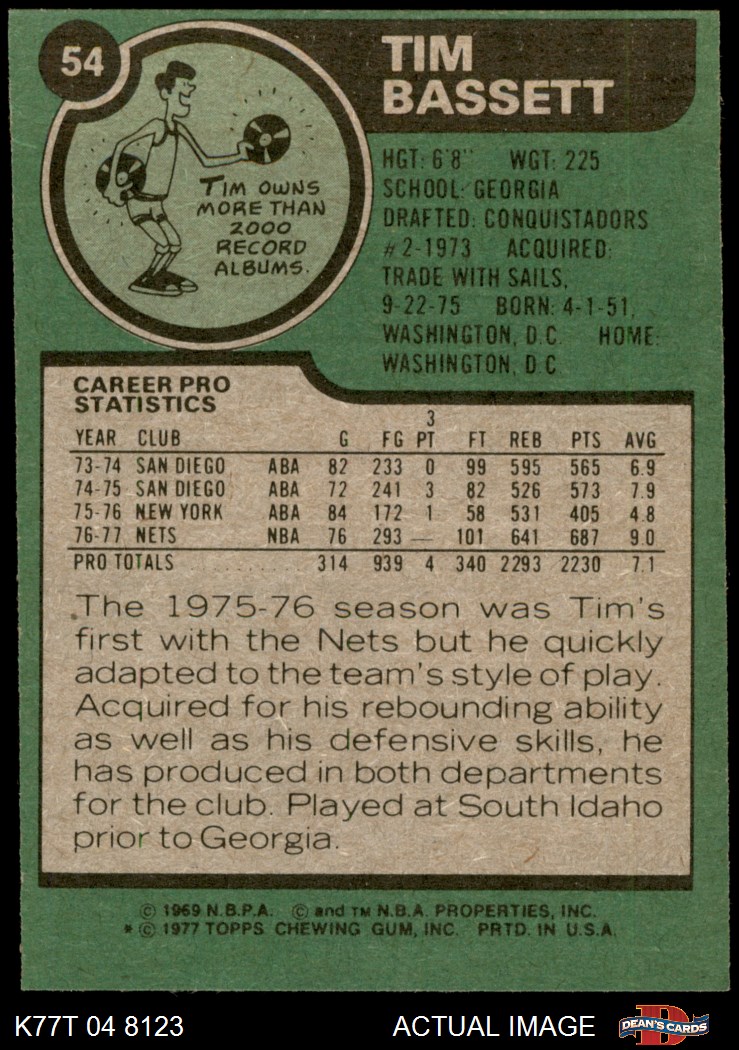 54
TIM
BASSETT
TIM OWNS
MORE THAN
2000
RECORD
ALBUMS.
HGT: 6'8" WGT: 225
SCHOOL: GEORGIA
DRAFTED: CONQUISTADORS
#2-1973 ACQUIRED:
TRADE WITH SAILS,
9-22-75 BORN: 4-1-51,
WASHINGTON, D.C. HOME:
WASHINGTON, D.C.
CAREER PRO
STATISTICS
YEAR CLUB G FG 3 PT FT REB PTS AVG
73-74 SAN DIEGO ABA 82 233 0 99 595 565 6.9
74-75 SAN DIEGO ABA 72 241 3 82 526 573 7.9
75-76 NEW YORK ABA 84 172 1 58 531 405 4.8
76-77 NETS NBA 76 293 — 101 641 687 9.0
PRO TOTALS ........ 314 939 4 340 2293 2230 7.1
The 1975-76 season was Tim's
first with the Nets but he quickly
adapted to the team's style of play.
Acquired for his rebounding ability
as well as his defensive skills, he
has produced in both departments
for the club. Played at South Idaho
prior to Georgia.
© 1969 N.B.P.A. © and TM N.B.A. PROPERTIES, INC.
* © 1977 TOPPS CHEWING GUM, INC. PRTD. IN U.S.A.
K77T 04 8123 ACTUAL IMAGE D DEAN'S CARDS